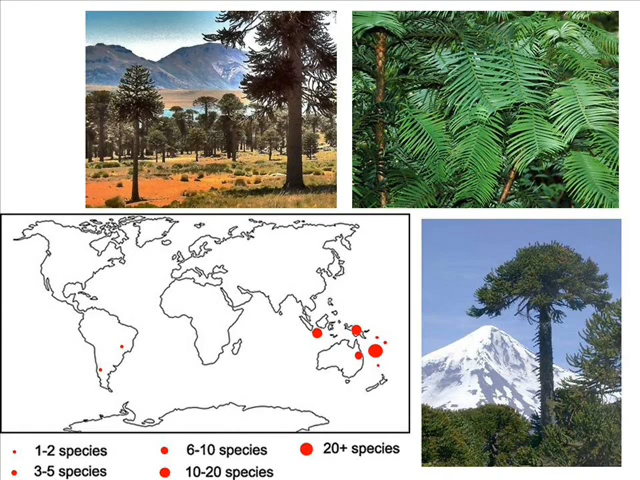 1-2 species
6-10 species
20+ species
3-5 species
10-20 species